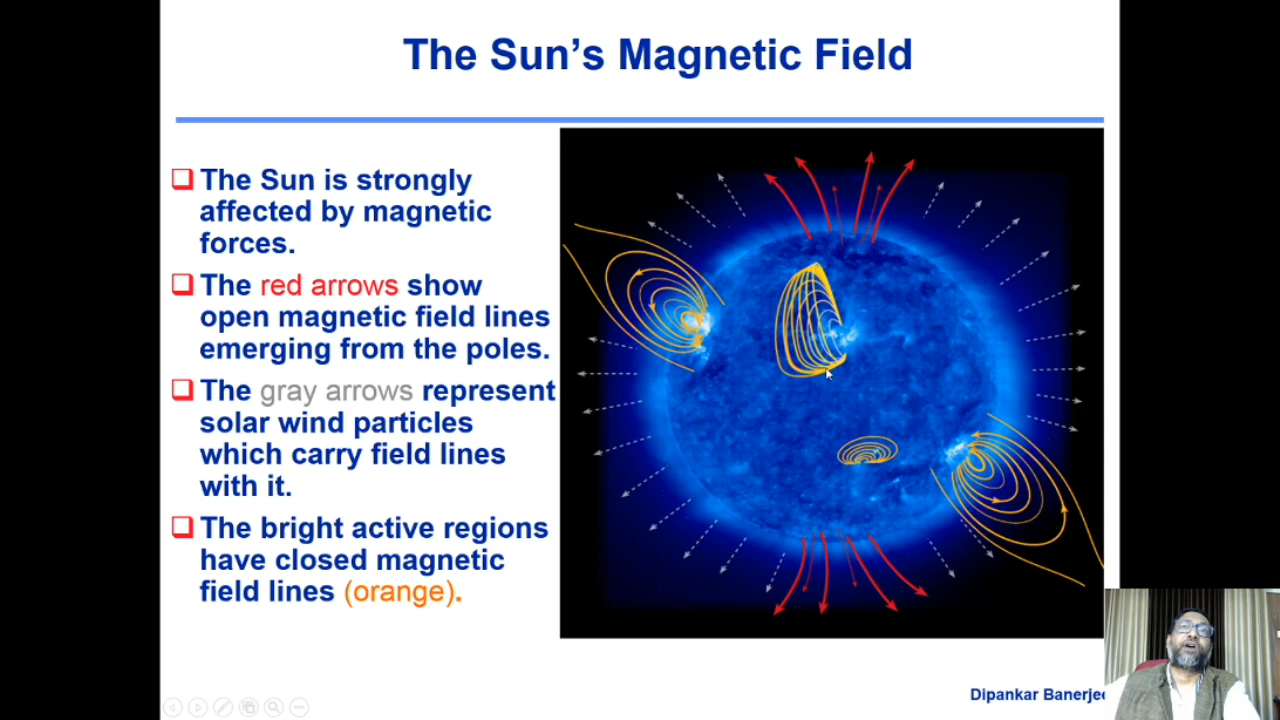 The Sun's Magnetic Field
The Sun is strongly
affected by magnetic
forces.
The red arrows show
open magnetic field lines
emerging from the poles.
The gray arrows represent
solar wind particles
which carry field lines
with it.
The bright active regions
have closed magnetic
field lines (orange).
Dipankar Banerjee